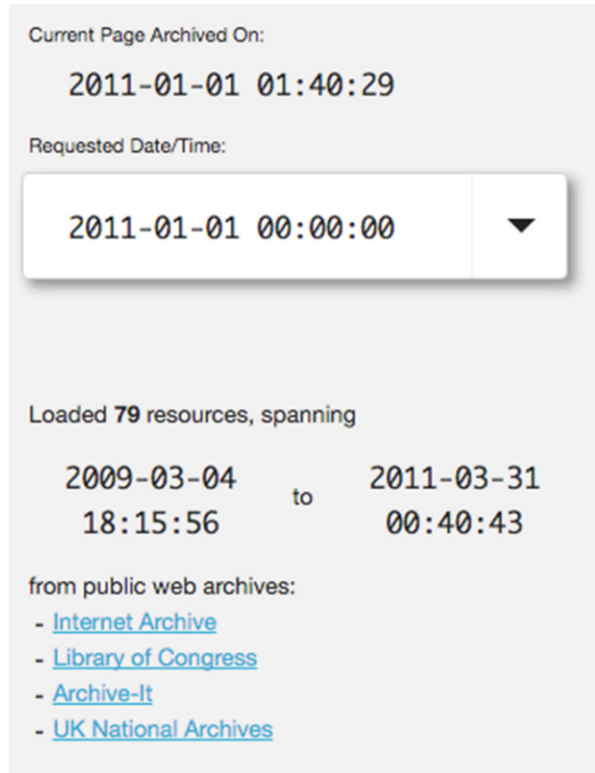 Current Page Archived On:
2011-01-01 01:40:29
Requested Date/Time:
2011-01-01 00:00:00
Loaded 79 resources, spanning
2009-03-04 to 2011-03-31
18:15:56 00:40:43
from public web archives:
- Internet Archive
- Library of Congress
- Archive-It
- UK National Archives